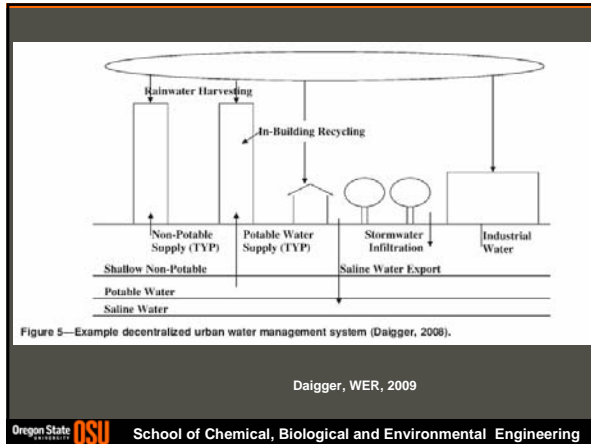 Rainwater Harvesting
In-Building Recycling
Non-Potable
Supply (TYP)
Potable Water
Supply (TYP)
Stormwater
Infiltration
Industrial
Water
Shallow Non-Potable
Saline Water Export
Potable Water
Saline Water
Figure 5—Example decentralized urban water management system (Daigger, 2008).
Daigger, WER, 2009
Oregon State
UNIVERSITY
OSU
School of Chemical, Biological and Environmental Engineering